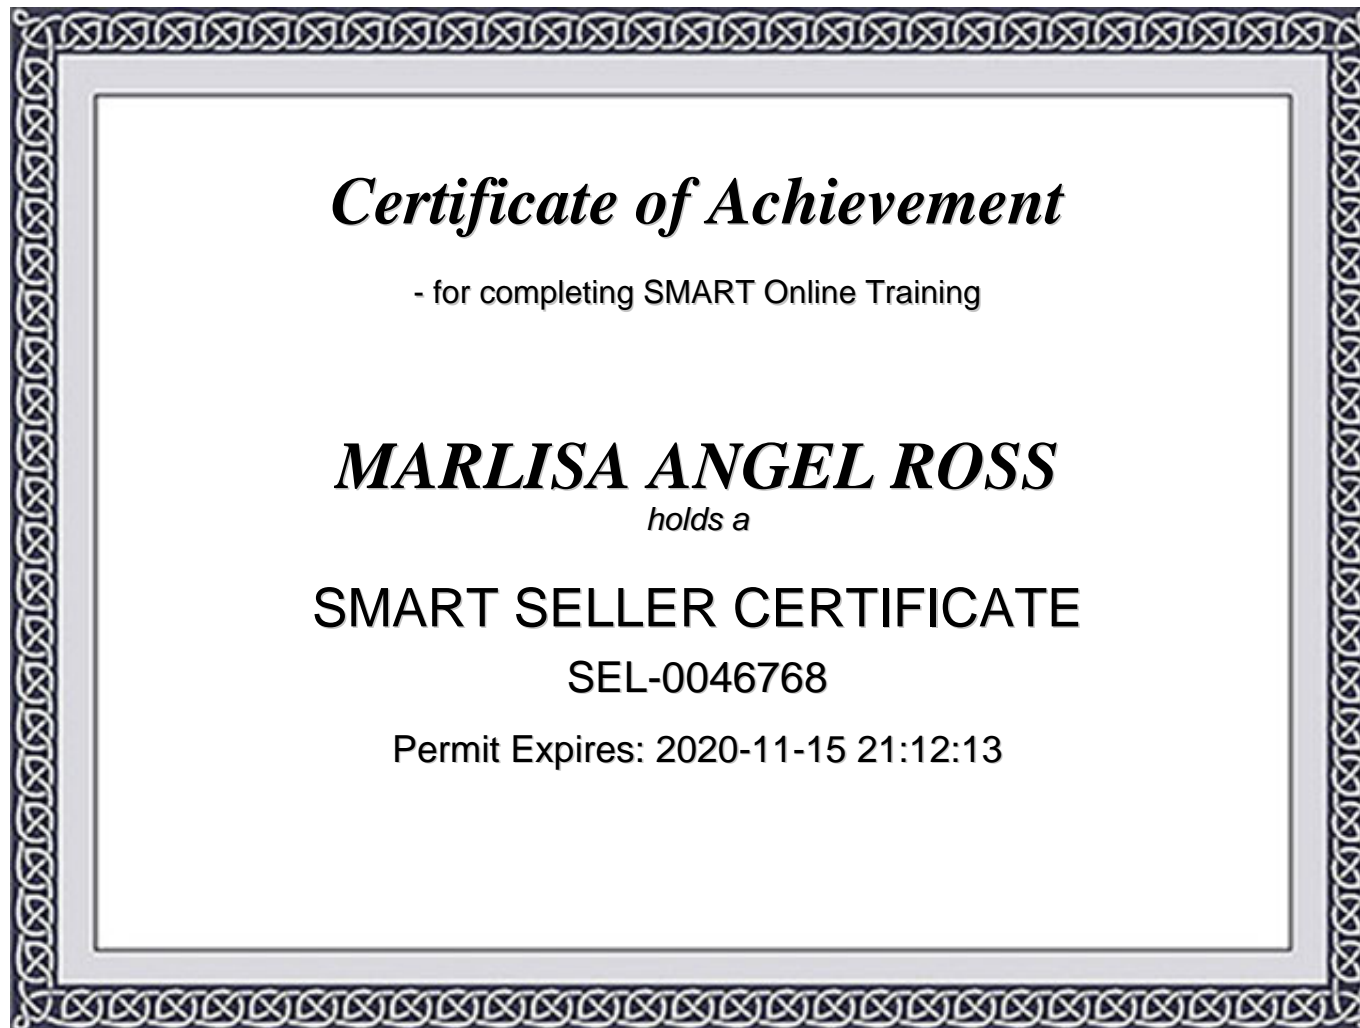 Certificate of Achievement
- for completing SMART Online Training
MARLISA ANGEL ROSS
holds a
SMART SELLER CERTIFICATE
SEL-0046768
Permit Expires: 2020-11-15 21:12:13